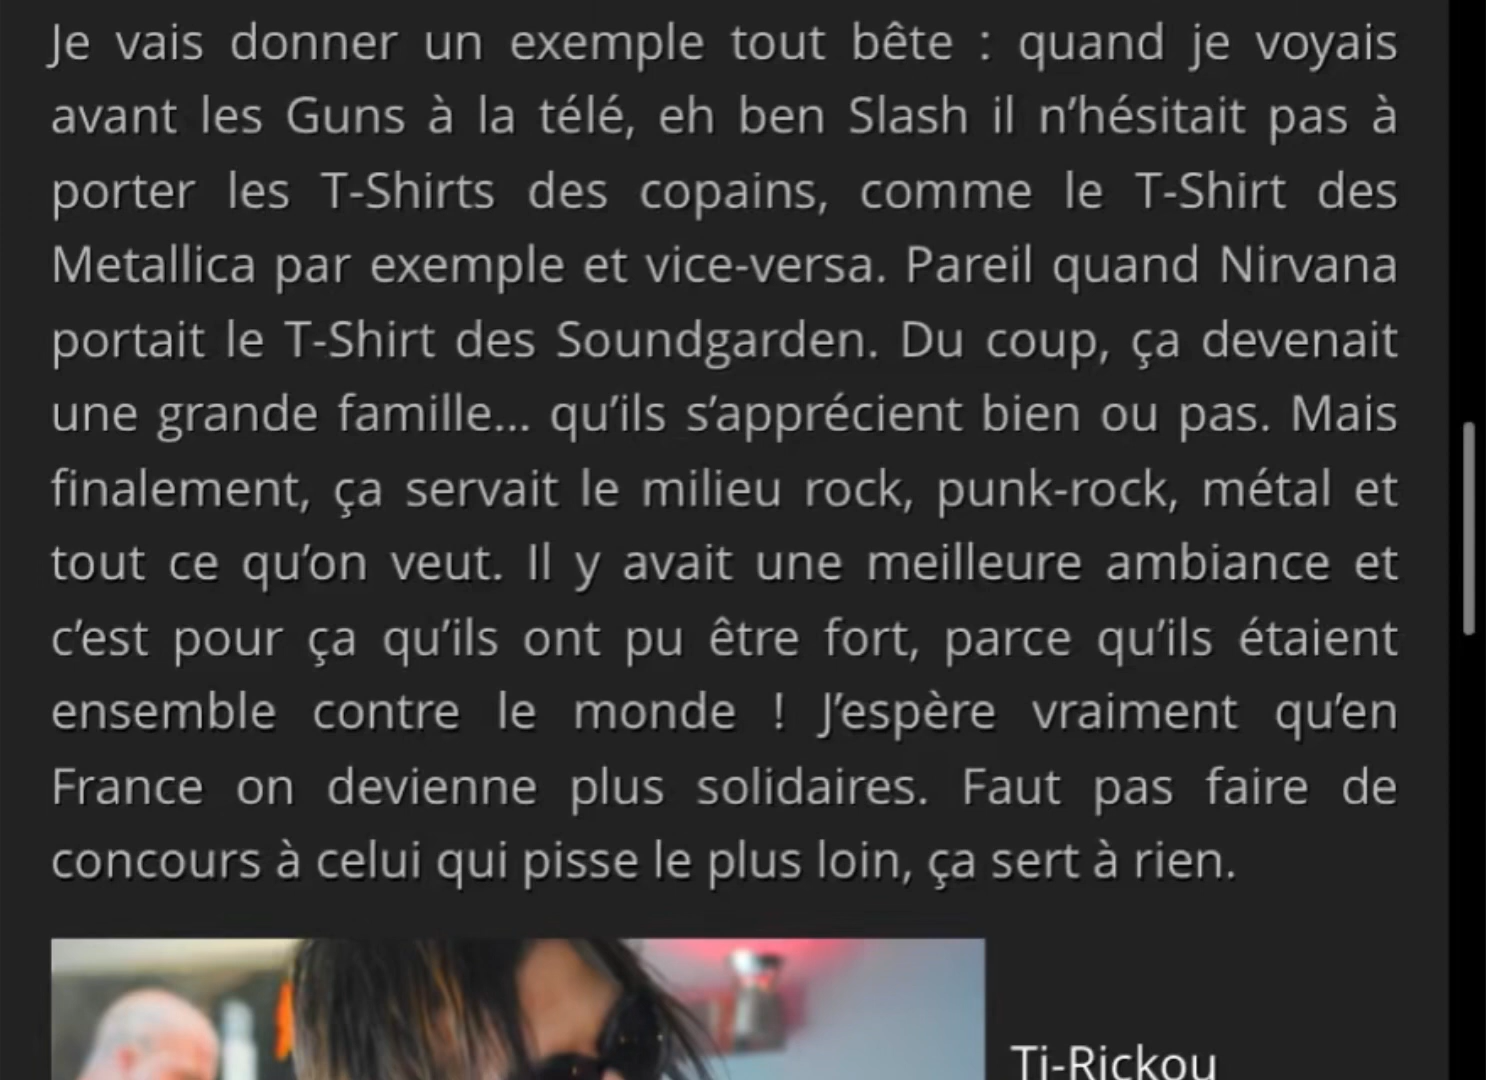 Je vais donner un exemple tout bête : quand je voyais
avant les Guns à la télé, eh ben Slash il n’hésitait pas à
porter les T-Shirts des copains, comme le T-Shirt des
Metallica par exemple et vice-versa. Pareil quand Nirvana
portait le T-Shirt des Soundgarden. Du coup, ça devenait
une grande famille… qu’ils s’apprécient bien ou pas. Mais
finalement, ça servait le milieu rock, punk-rock, métal et
tout ce qu’on veut. Il y avait une meilleure ambiance et
c’est pour ça qu’ils ont pu être fort, parce qu’ils étaient
ensemble contre le monde ! J’espère vraiment qu’en
France on devienne plus solidaires. Faut pas faire de
concours à celui qui pisse le plus loin, ça sert à rien.
Ti-Rickou